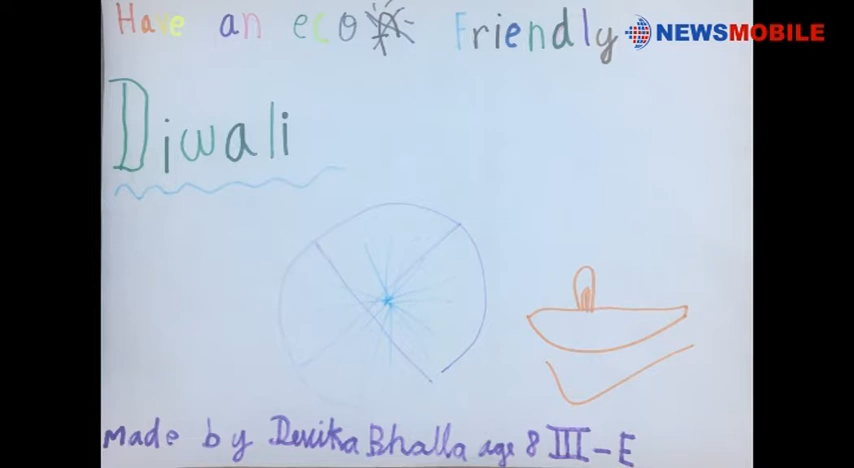 Have an eco Friendly
NEWSMOBILE
Diwali
made by Devika Bhalla age 8 III-E